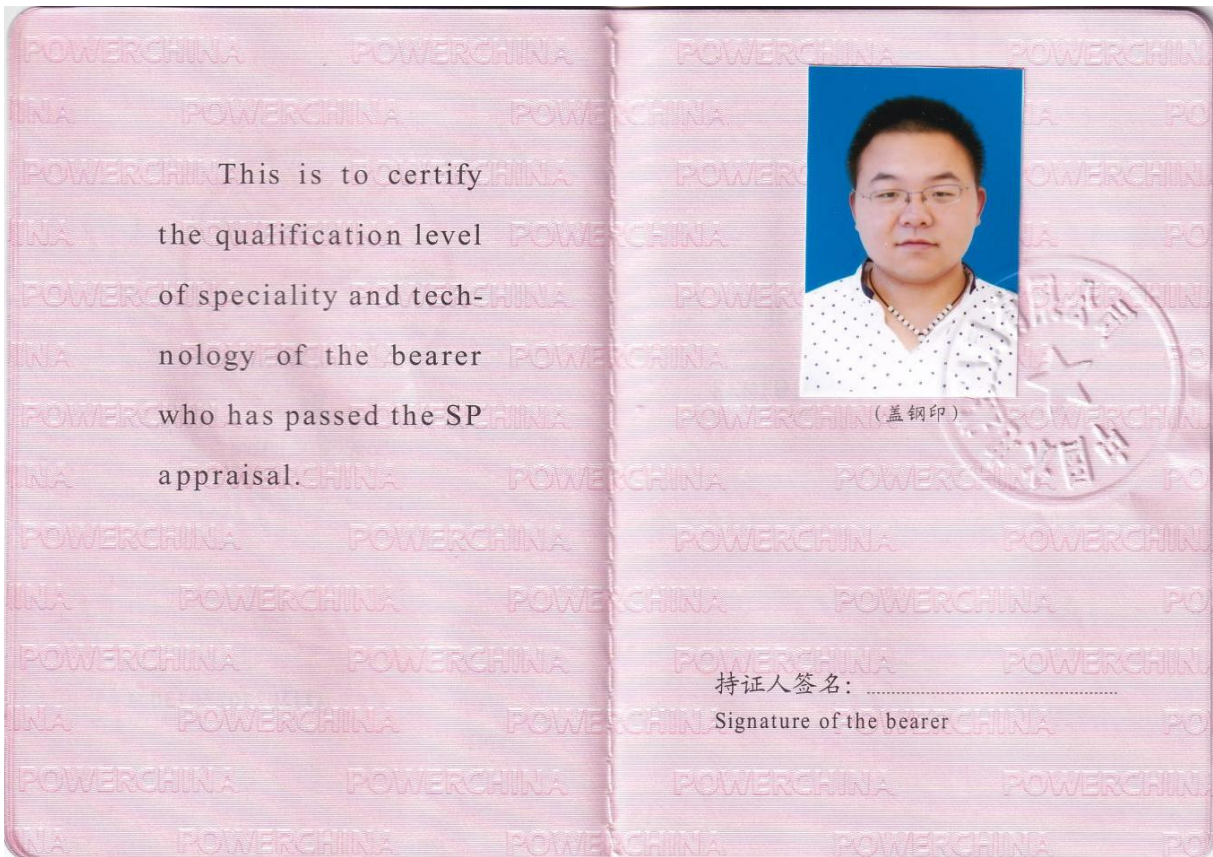 This is to certify
the qualification level
of speciality and tech-
nology of the bearer
who has passed the SP
appraisal.
(盖钢印)
持证人签名:
Signature of the bearer
POWERCHINA